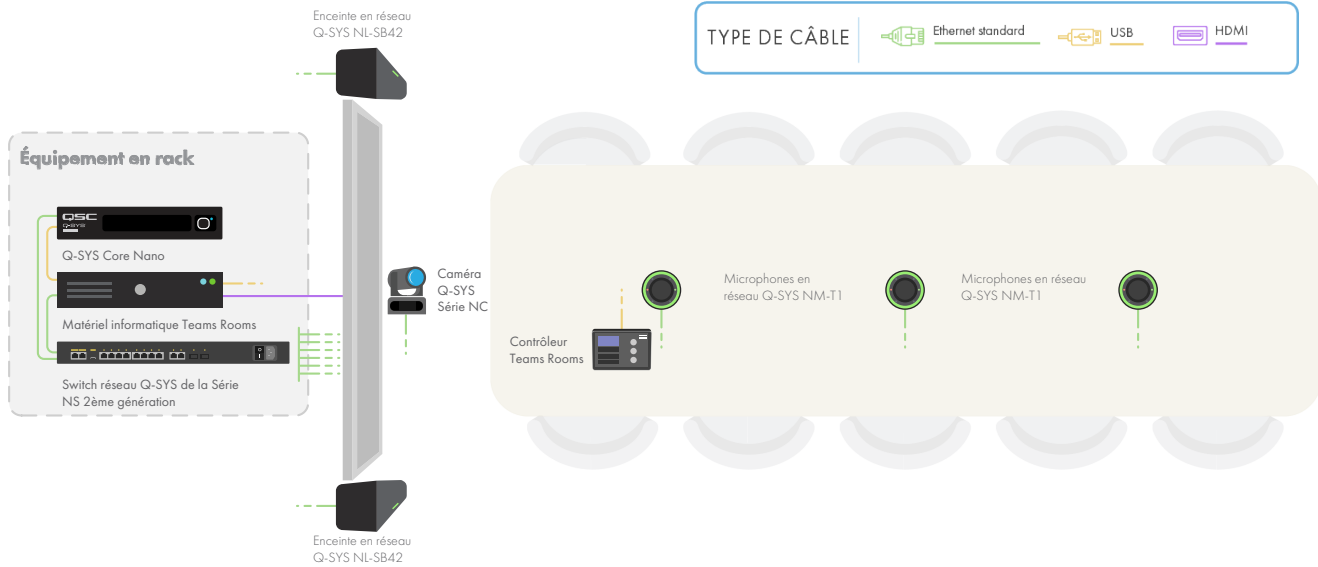 Enceinte en réseau
Q-SYS NL-SB42
TYPE DE CÂBLE
Ethernet standard
USB
HDMI
Équipement en rack
QSC
Q-SYS
Q-SYS Core Nano
Matériel informatique Teams Rooms
Switch réseau Q-SYS de la Série
NS 2ème génération
Caméra
Q-SYS
Série NC
Contrôleur
Teams Rooms
Microphones en
réseau Q-SYS NM-T1
Microphones en réseau
Q-SYS NM-T1
Enceinte en réseau
Q-SYS NL-SB42